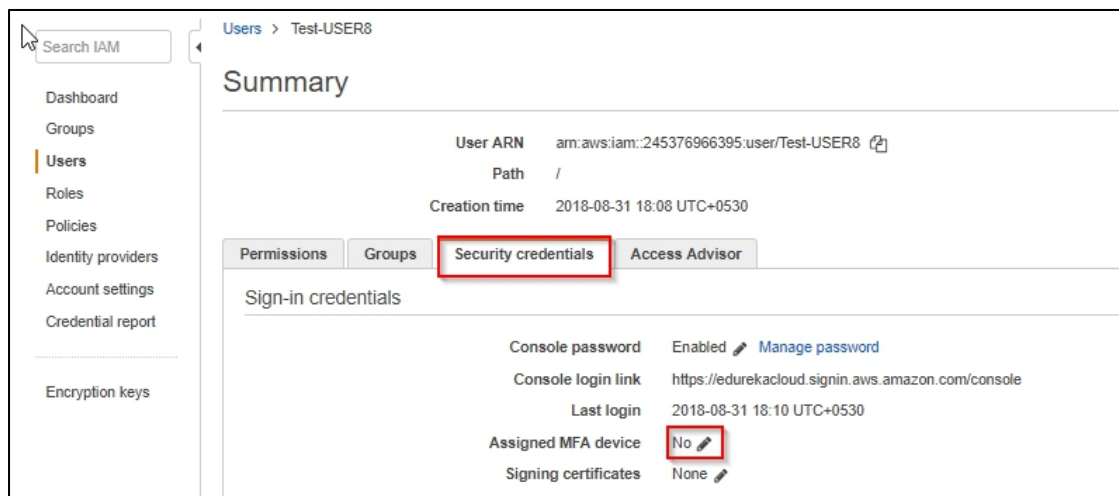 Search IAM
Dashboard
Groups
Users
Roles
Policies
Identity providers
Account settings
Credential report
Encryption keys
Users > Test-USER8
Summary
User ARN arn:aws:iam::245376966395:user/Test-USER8
Path /
Creation time 2018-08-31 18:08 UTC+0530
Permissions Groups Security credentials Access Advisor
Sign-in credentials
Console password Enabled Manage password
Console login link https://edurekacloud.signin.aws.amazon.com/console
Last login 2018-08-31 18:10 UTC+0530
Assigned MFA device No
Signing certificates None